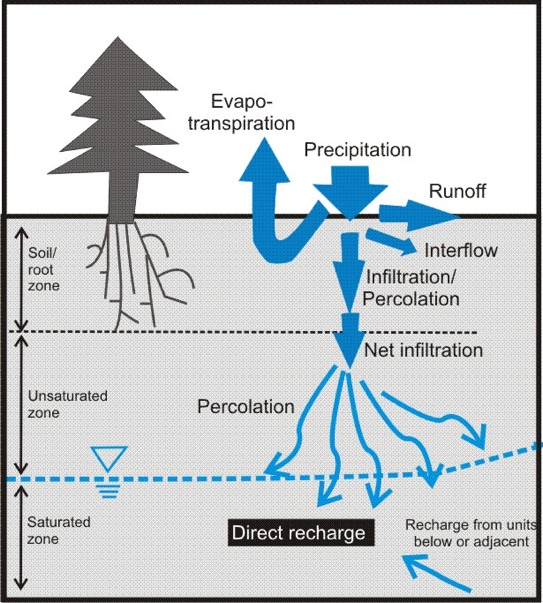 Evapo-
transpiration
Precipitation
Runoff
Soil/
root
zone
Interflow
Infiltration/
Percolation
Net infiltration
Unsaturated
zone
Percolation
Saturated
zone
Direct recharge
Recharge from units
below or adjacent